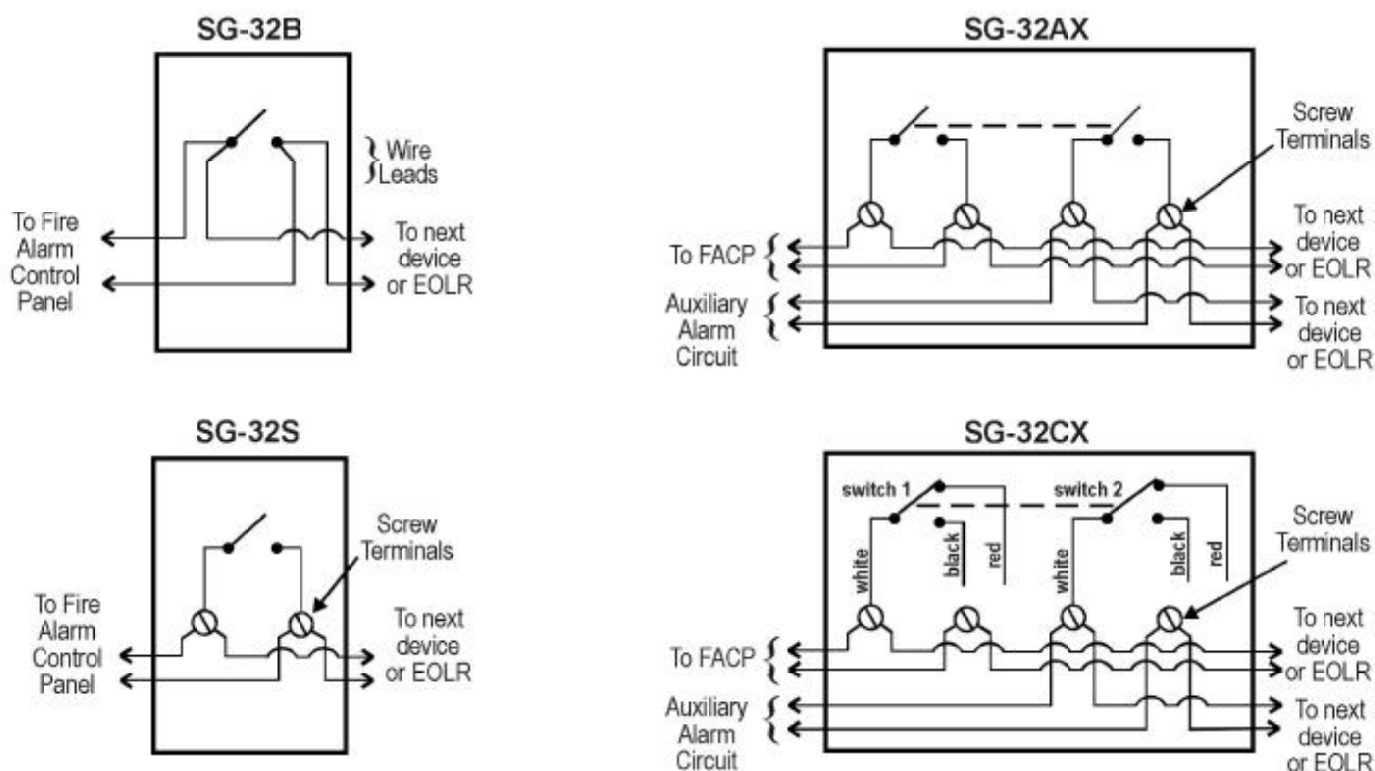 SG-32B
Wire
Leads
To Fire
Alarm
Control
Panel
To next
device
or EOLR
SG-32AX
Screw
Terminals
To FACP
Auxiliary
Alarm
Circuit
To next
device
or EOLR
To next
device
or EOLR
SG-32S
Screw
Terminals
To Fire
Alarm
Control
Panel
To next
device
or EOLR
SG-32CX
switch 1
switch 2
white
black
red
white
black
red
Screw
Terminals
To FACP
Auxiliary
Alarm
Circuit
To next
device
or EOLR
To next
device
or EOLR